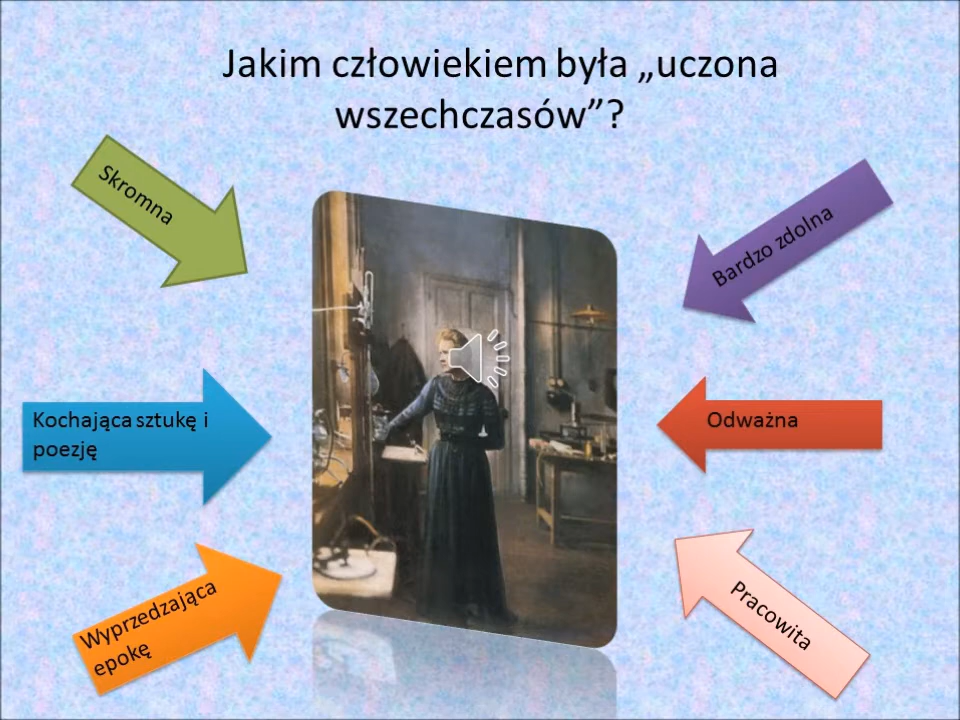 Jakim człowiekiem była „uczona
wszechczasów”?
Skromna
Bardzo zdolna
Kochająca sztukę i
poezję
Odważna
Wyprzedzająca
epokę
Pracowita